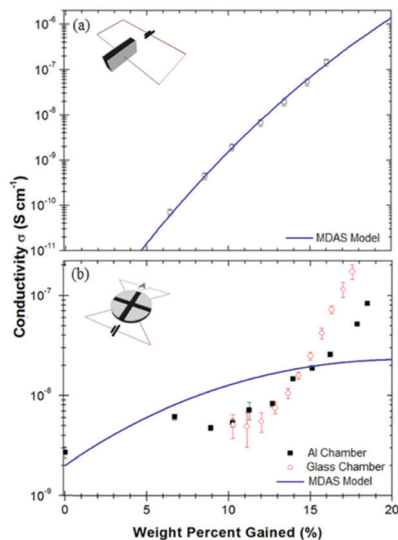 (a)
10⁻⁶
10⁻⁷
10⁻⁸
10⁻⁹
10⁻¹⁰
10⁻¹¹
MDAS Model
Conductivity σ (S cm⁻¹)
(b)
A
10⁻⁷
10⁻⁸
10⁻⁹
Al Chamber
Glass Chamber
MDAS Model
0 5 10 15 20
Weight Percent Gained (%)